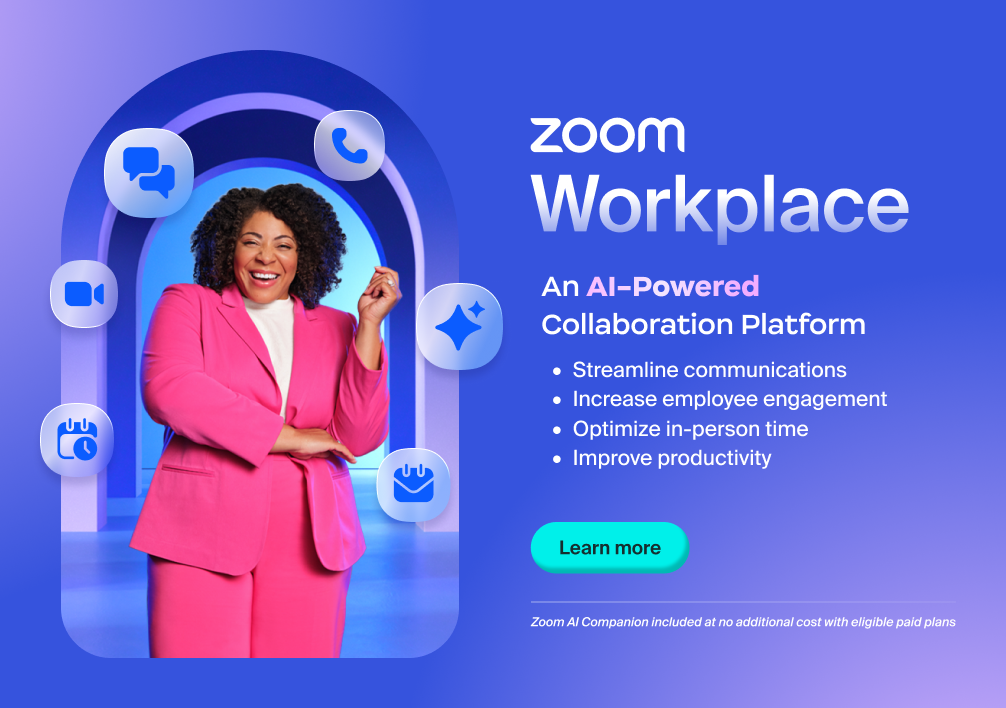 zoom
Workplace
An AI-Powered
Collaboration Platform
• Streamline communications
• Increase employee engagement
• Optimize in-person time
• Improve productivity
Learn more
Zoom AI Companion included at no additional cost with eligible paid plans